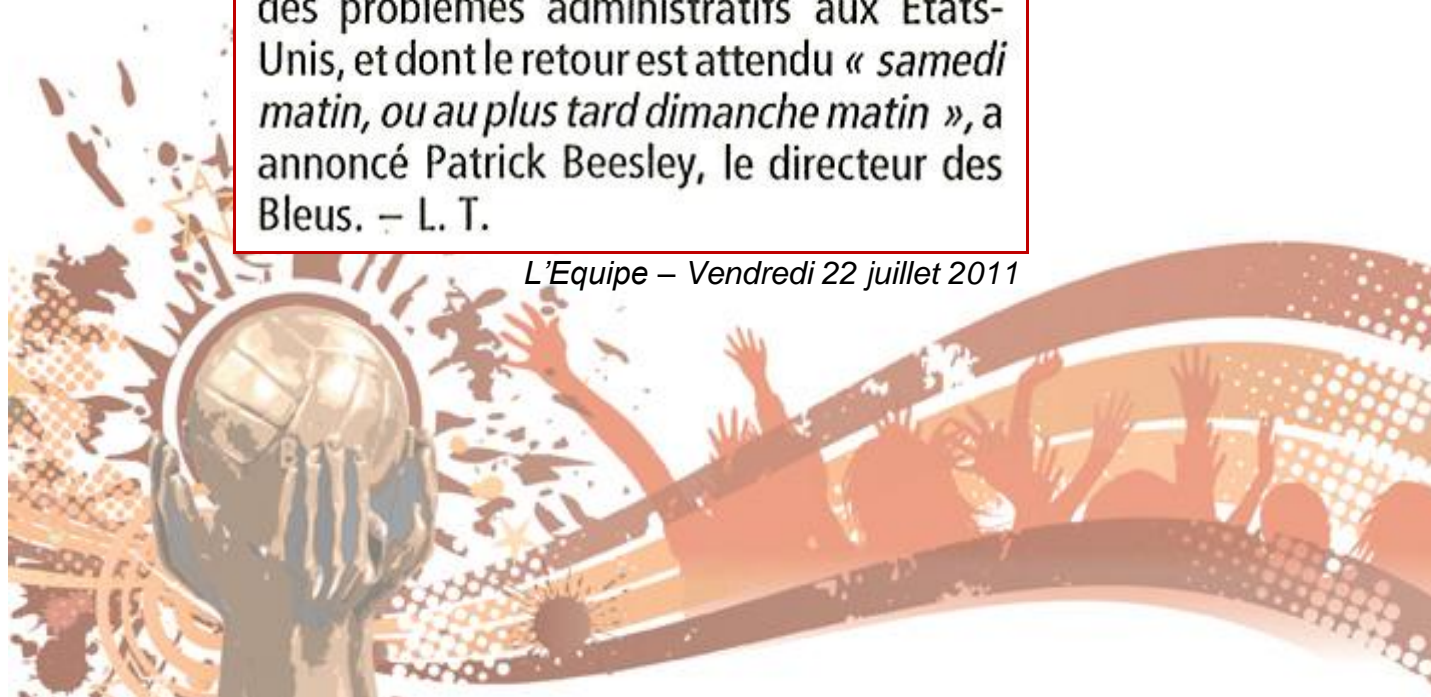 des problèmes administratifs aux États-
Unis, et dont le retour est attendu « samedi
matin, ou au plus tard dimanche matin », a
annoncé Patrick Beesley, le directeur des
Bleus. – L. T.
L'Equipe – Vendredi 22 juillet 2011